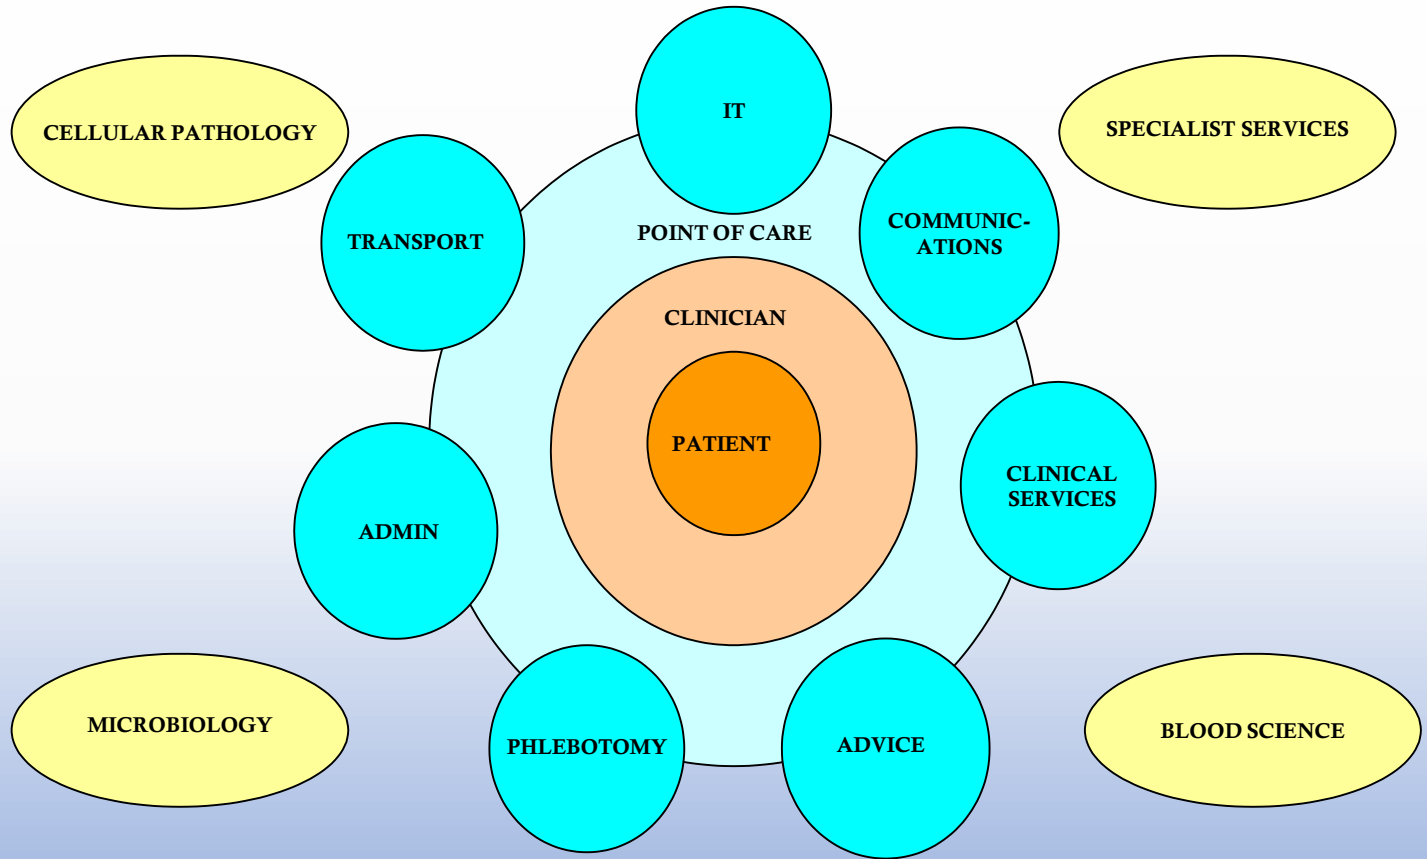 IT
CELLULAR PATHOLOGY
SPECIALIST SERVICES
COMMUNIC-
ATIONS
POINT OF CARE
TRANSPORT
CLINICIAN
PATIENT
CLINICAL
SERVICES
ADMIN
MICROBIOLOGY
PHLEBOTOMY
ADVICE
BLOOD SCIENCE